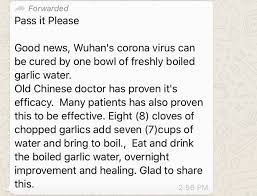 Forwarded
Pass it Please
Good news, Wuhan's corona virus can
be cured by one bowl of freshly boiled
garlic water.
Old Chinese doctor has proven it's
efficacy. Many patients has also proven
this to be effective. Eight (8) cloves of
chopped garlics add seven (7)cups of
water and bring to boil., Eat and drink
the boiled garlic water, overnight
improvement and healing. Glad to share
this.
2:56 PM